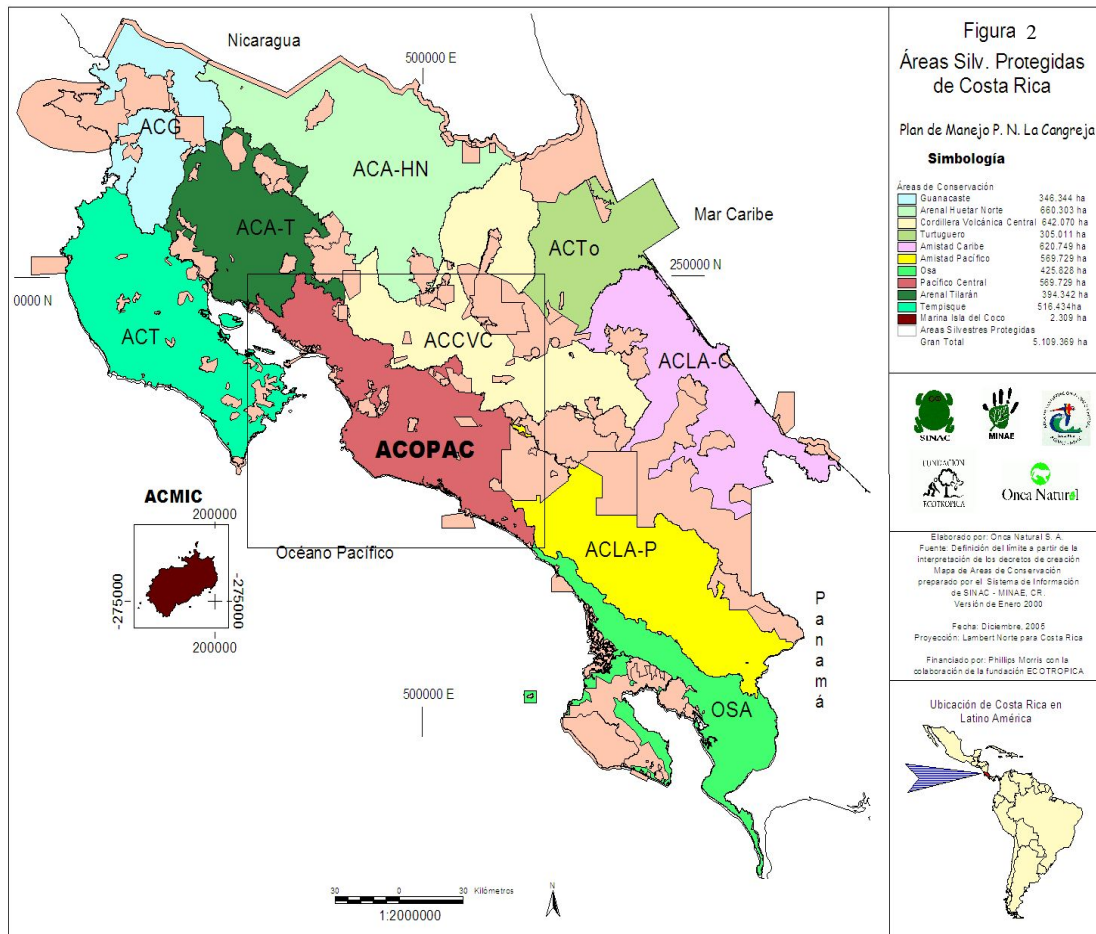 Nicaragua
500000 E
ACG
ACA-HN
ACA-T
ACTo
Mar Caribe
250000 N
0000 N
ACT
ACCVC
ACLA-C
ACOPAC
ACMIC
200000
-275000
-275000
200000
Océano Pacífico
ACLA-P
Panamá
500000 E
OSA
30 0 30 Kilómetros
1:2000000
N
Figura 2
Áreas Silv. Protegidas
de Costa Rica
Plan de Manejo P. N. La Cangreja
Simbología
Áreas de Conservación
Guanacaste 346.344 ha
Arenal Huetar Norte 660.303 ha
Cordillera Volcánica Central 642.070 ha
Turtuguero 305.011 ha
Amistad Caribe 620.749 ha
Amistad Pacífico 569.729 ha
Osa 425.828 ha
Pacífico Central 569.729 ha
Arenal Tilarán 394.342 ha
Tempisque 516.434ha
Marina Isla del Coco 2.309 ha
Areas Silvestres Protegidas
Gran Total 5.109.369 ha
SINAC
MINAE
FUNDACION
ECOTROPICA
Onca Natural
Elaborado por: Onca Natural S. A.
Fuente: Definición del límite a partir de la
interpretación de los decretos de creación
Mapa de Areas de Conservación
preparado por el Sistema de Información
de SINAC - MINAE, CR.
Versión de Enero 2000
Fecha: Diciembre, 2005
Proyección: Lambert Norte para Costa Rica
Financiado por: Phillips Morris con la
colaboración de la fundación ECOTROPICA
Ubicación de Costa Rica en
Latino América